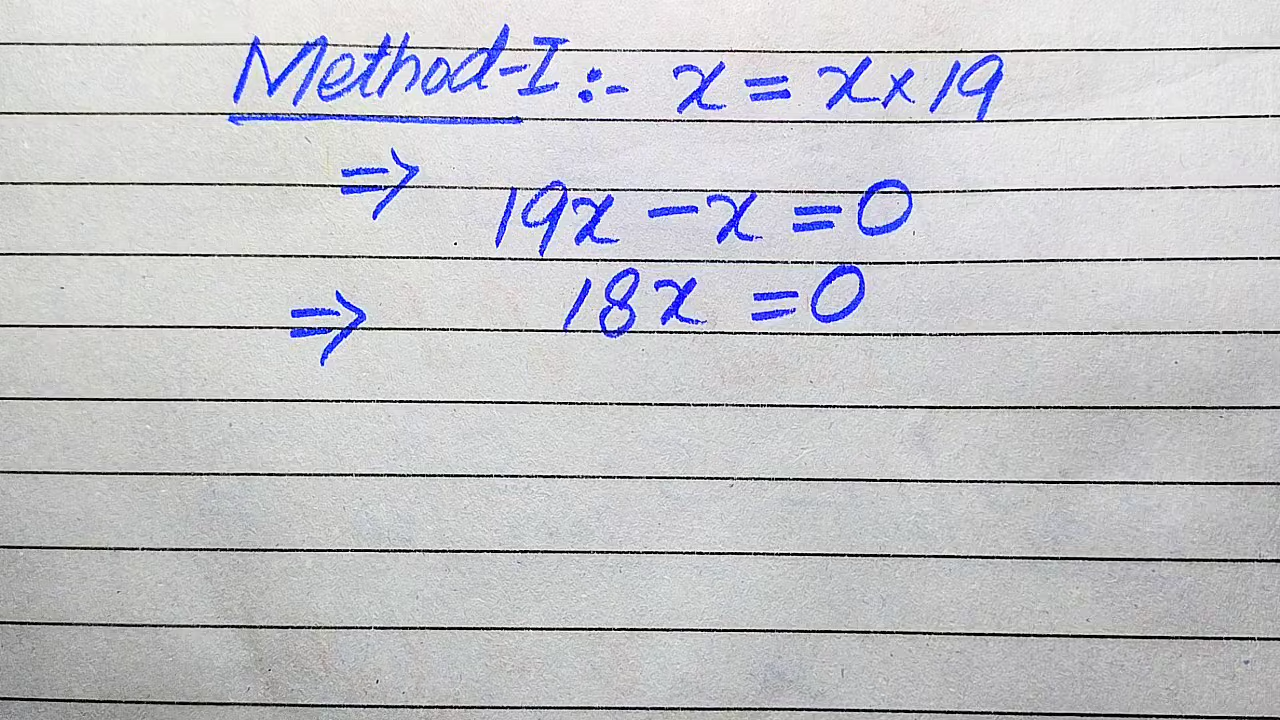 Method-I :- x = x × 19
⇒ 19x - x = 0
⇒ 18x = 0